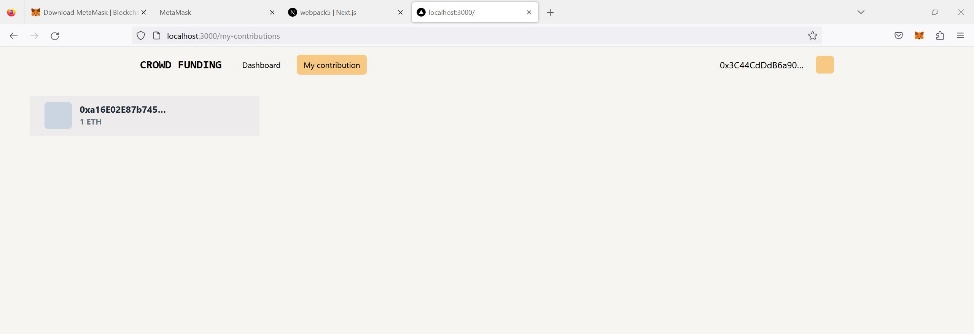 Download MetaMask | Blockch
MetaMask
webpack5 | Next.js
localhost:3000/
localhost:3000/my-contributions
CROWD FUNDING
Dashboard
My contribution
0x3C44CdDdB6a90...
0xa16E02E87b745...
1 ETH